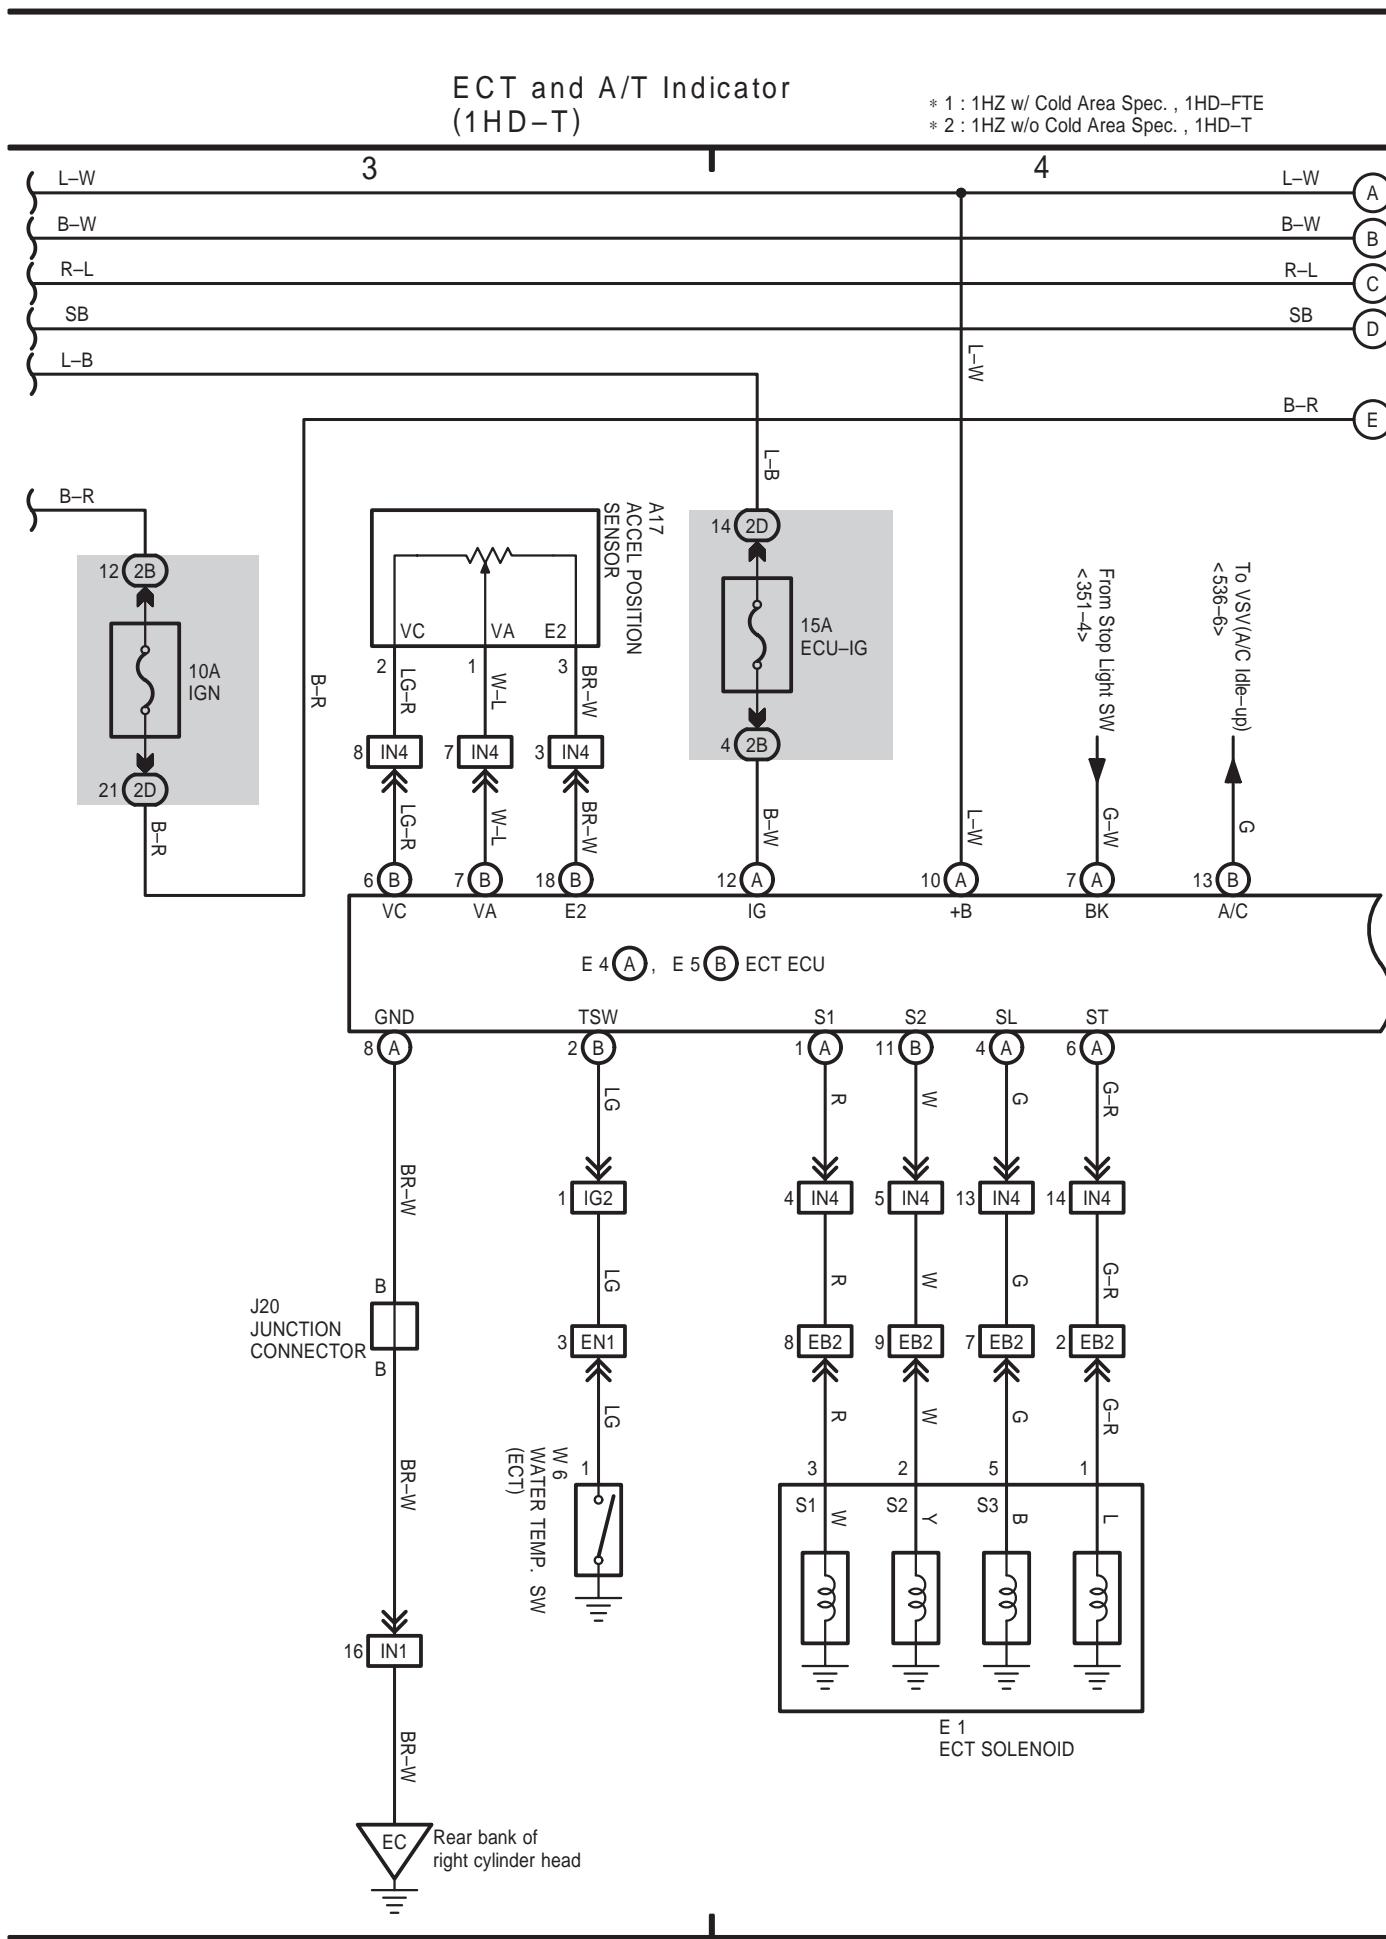 ECT and A/T Indicator
(1HD–T)
∗ 1 : 1HZ w/ Cold Area Spec. , 1HD–FTE
∗ 2 : 1HZ w/o Cold Area Spec. , 1HD–T
3
4
L–W
L–W
A
B–W
B–W
B
R–L
R–L
C
SB
SB
D
L–B
L–W
B–R
E
L–B
B–R
A17
ACCEL POSITION
SENSOR
14 2D
12 2B
From Stop Light SW
<351–4>
To VSV(A/C Idle–up)
<536–6>
15A
ECU–IG
VC VA E2
10A
IGN
B–R
2 LG–R
1 W–L
3 BR–W
8 IN4
7 IN4
3 IN4
4 2B
21 2D
B–R
LG–R
W–L
BR–W
B–W
L–W
G–W
G
6 B
7 B
18 B
12 A
10 A
7 A
13 B
VC VA E2 IG +B BK A/C
E 4 A , E 5 B ECT ECU
GND TSW S1 S2 SL ST
8 A
2 B
1 A
11 B
4 A
6 A
LG
R
W
G
G–R
BR–W
1 IG2
4 IN4
5 IN4
13 IN4
14 IN4
LG
R
W
G
G–R
B
J20
JUNCTION
CONNECTOR
B
3 EN1
8 EB2
9 EB2
7 EB2
2 EB2
LG
R
W
G
G–R
BR–W
W 6
WATER TEMP. SW
(ECT)
1
3 2 5 1
S1 W
S2 Y
S3 B
L
16 IN1
E 1
ECT SOLENOID
BR–W
EC
Rear bank of
right cylinder head